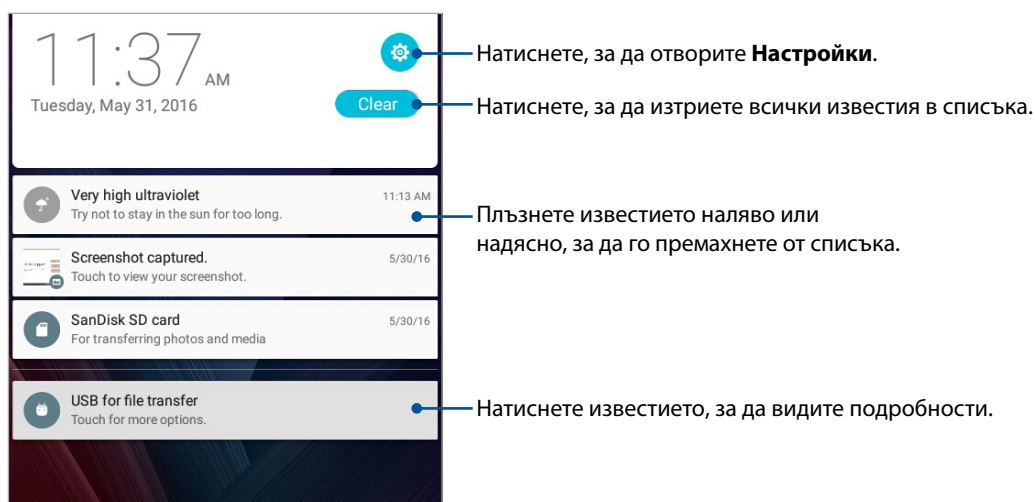 11:37 AM
Tuesday, May 31, 2016
Clear
Натиснете, за да отворите Настройки.
Натиснете, за да изтриете всички известия в списъка.
Very high ultraviolet
11:13 AM
Try not to stay in the sun for too long.
Плъзнете известието наляво или
надясно, за да го премахнете от списъка.
Screenshot captured.
5/30/16
Touch to view your screenshot.
SanDisk SD card
5/30/16
For transferring photos and media
USB for file transfer
Touch for more options.
Натиснете известието, за да видите подробности.